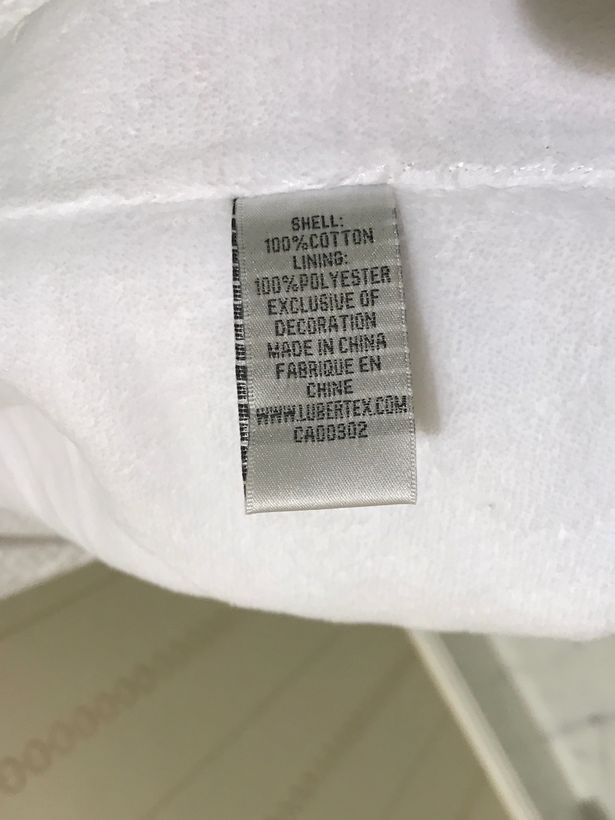 SHELL:
100%COTTON
LINING:
100%POLYESTER
EXCLUSIVE OF
DECORATION
MADE IN CHINA
FABRIQUE EN
CHINE
WWW.LUBERTEX.COM
CA00302